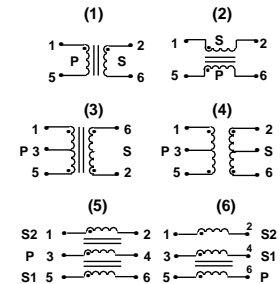 (1) (2)
1 2 1 S 5
P S
5 6 2 P 6
(3) (4)
1 6 1 2
P 3 S P 3 S
5 2 5 6
(5) (6)
S2 1 2 S2 1 2
P 3 4 3 4 S1
S1 5 6 5 6 P